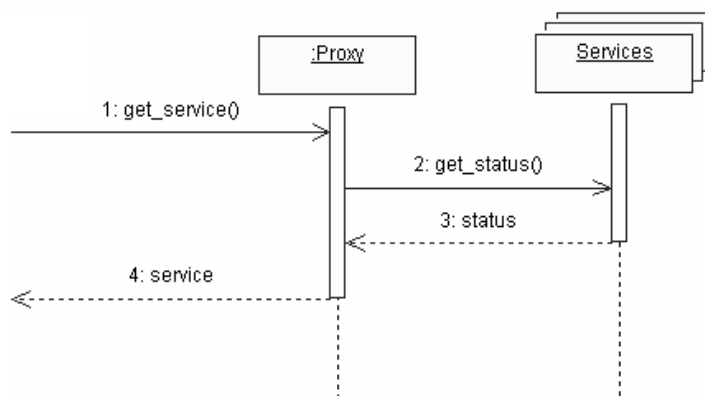 :Proxy
Services
1: get_service()
2: get_status()
3: status
4: service